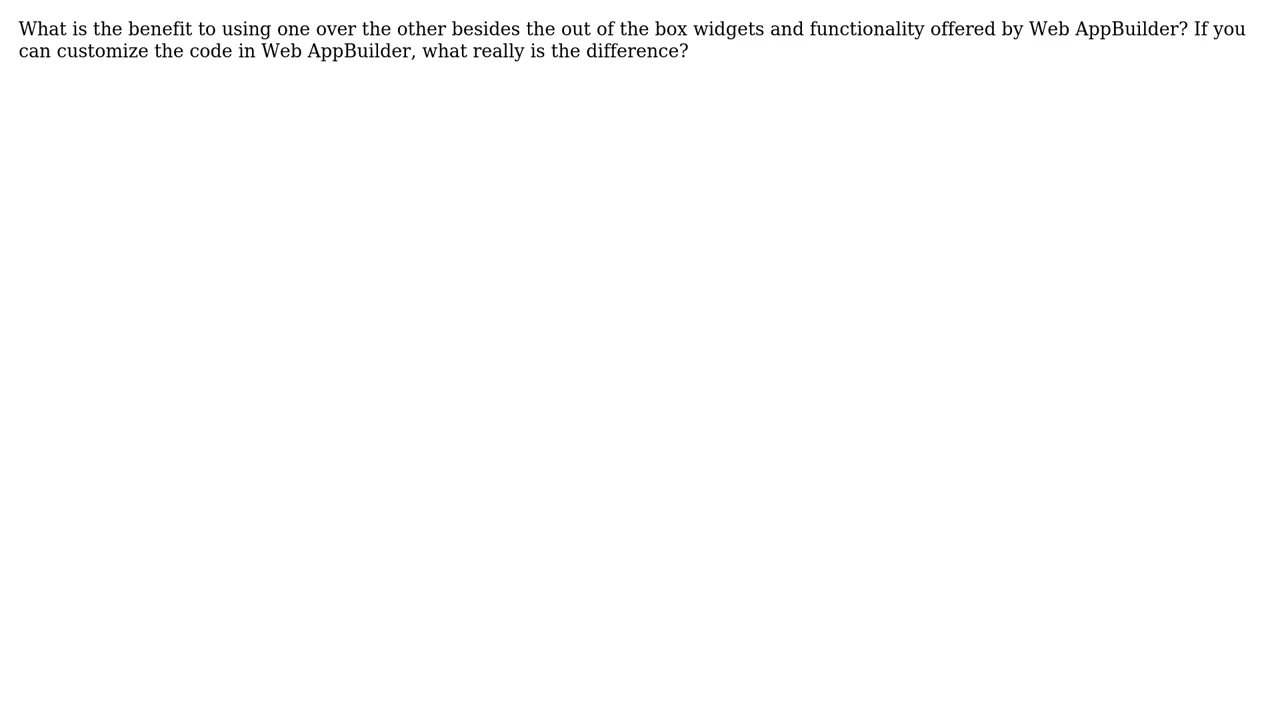 What is the benefit to using one over the other besides the out of the box widgets and functionality offered by Web AppBuilder? If you
can customize the code in Web AppBuilder, what really is the difference?